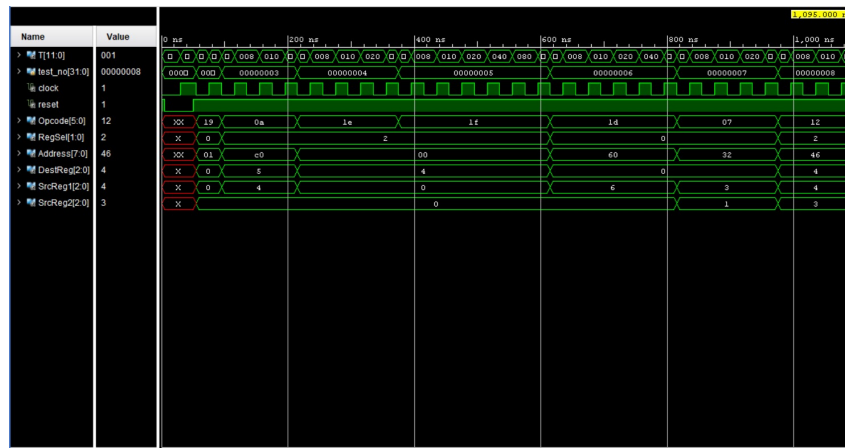 1,095.000 n
Name Value
0 ns 200 ns 400 ns 600 ns 800 ns 1,000 ns
T[11:0] 001 008 010 008 010 020 008 010 020 040 080 008 010 020 040 008 010 020 008 010
test_no[31:0] 00000008 000 000 00000003 00000004 00000005 00000006 00000007 00000008
clock 1
reset 1
Opcode[5:0] 12 XX 19 0a 1e 1f 1d 07 12
RegSel[1:0] 2 X 0 2 0 2
Address[7:0] 46 XX 01 c0 00 60 32 46
DestReg[2:0] 4 X 0 5 4 0 4
SrcReg1[2:0] 4 X 0 4 0 6 3 4
SrcReg2[2:0] 3 X 0 1 3